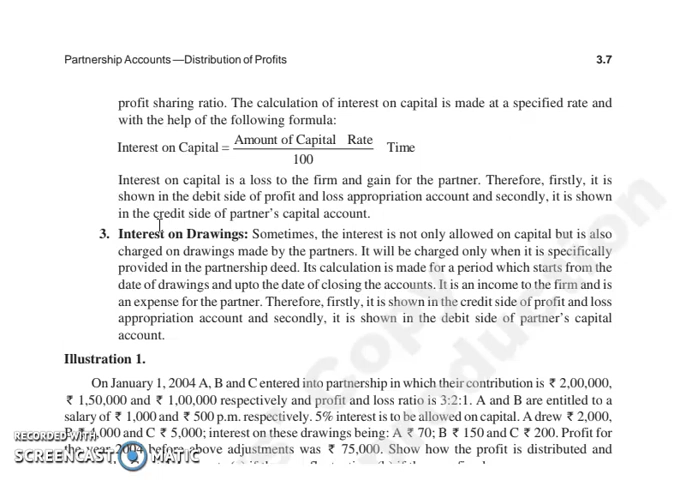 Partnership Accounts—Distribution of Profits 3.7
profit sharing ratio. The calculation of interest on capital is made at a specified rate and
with the help of the following formula:
Interest on Capital = Amount of Capital Rate Time
100
Interest on capital is a loss to the firm and gain for the partner. Therefore, firstly, it is
shown in the debit side of profit and loss appropriation account and secondly, it is shown
in the credit side of partner's capital account.
3. Interest on Drawings: Sometimes, the interest is not only allowed on capital but is also
charged on drawings made by the partners. It will be charged only when it is specifically
provided in the partnership deed. Its calculation is made for a period which starts from the
date of drawings and upto the date of closing the accounts. It is an income to the firm and is
an expense for the partner. Therefore, firstly, it is shown in the credit side of profit and loss
appropriation account and secondly, it is shown in the debit side of partner's capital
account.
Illustration 1.
On January 1, 2004 A, B and C entered into partnership in which their contribution is ₹ 2,00,000,
₹ 1,50,000 and ₹ 1,00,000 respectively and profit and loss ratio is 3:2:1. A and B are entitled to a
salary of ₹ 1,000 and ₹ 500 p.m. respectively. 5% interest is to be allowed on capital. A drew ₹ 2,000,
,000 and C ₹ 5,000; interest on these drawings being: A ₹ 70; B ₹ 150 and C ₹ 200. Profit for
the year 2004 before above adjustments was ₹ 75,000. Show how the profit is distributed and
RECORDED WITH
SCREENCAST MATIC
Copy